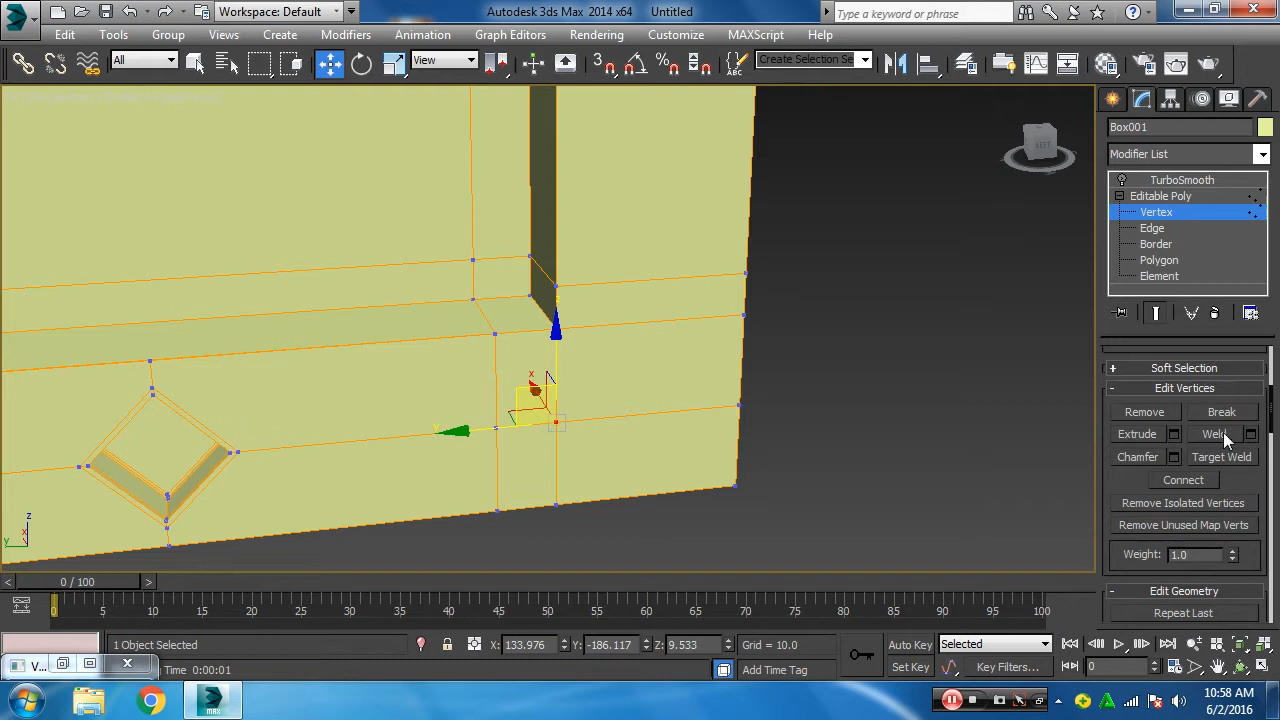 Workspace: Default
Autodesk 3ds Max 2014 x64
Untitled
Type a keyword or phrase
MAX
Edit
Tools
Group
Views
Create
Modifiers
Animation
Graph Editors
Rendering
Customize
MAXScript
Help
All
View
3
Create Selection Se
Box001
Modifier List
TurboSmooth
Editable Poly
Vertex
Edge
Border
Polygon
Element
LEFT
+ Soft Selection
- Edit Vertices
Remove
Break
Extrude
Weld
Chamfer
Target Weld
Connect
Remove Isolated Vertices
Remove Unused Map Verts
Weight: 1.0
- Edit Geometry
Repeat Last
z
x
y
z
x
y
< 0 / 100 >
0 5 10 15 20 25 30 35 40 45 50 55 60 65 70 75 80 85 90 95 100
1 Object Selected
X: 133.976
Y: -186.117
Z: 9.533
Grid = 10.0
Auto Key
Selected
V...
Time 0:00:01
Add Time Tag
Set Key
Key Filters...
0
MAX
10:58 AM
6/2/2016